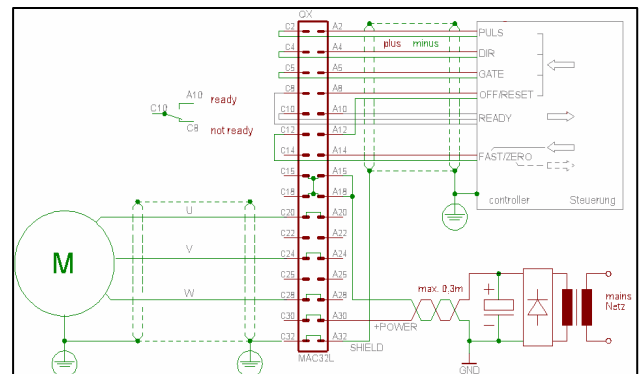 QX
C2 A2
PULS
plus minus
C4 A4
DIR
C5 A5
GATE
C8 A8
OFF/RESET
A10
ready
C10
C8
not ready
C10 A10
READY
C12 A12
C14 A14
FAST/ZERO
C15 A15
C18 A18
controller Steuerung
U
C20 A20
C22 A22
M
V
C24 A24
C25 A25
max. 0,3m
mains
Netz
W
C28 A28
C30 A30
+POWER
C32 A32
SHIELD
MAC32L
GND
+
−